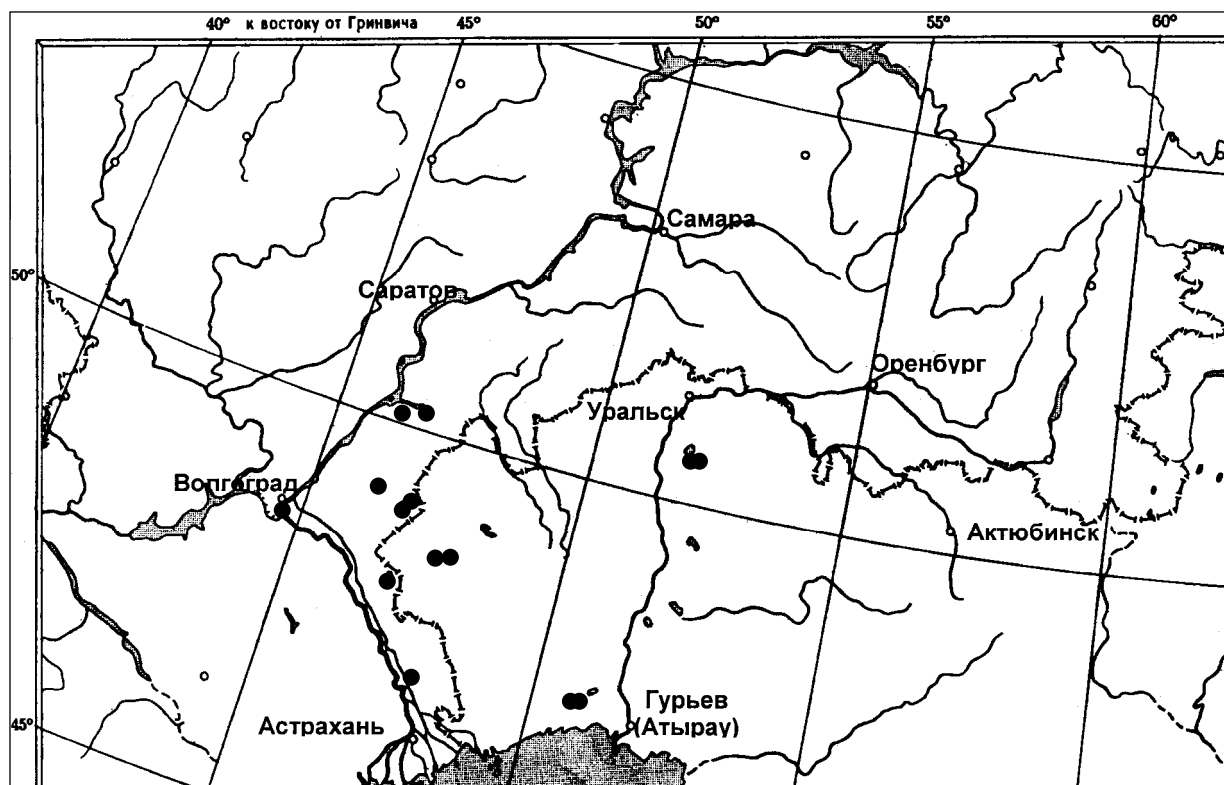 40° к востоку от Гринвича 45° 50° 55° 60°
Самара
50°
Саратов
Оренбург
Уральск
Волгоград
Актюбинск
Гурьев
(Атырау)
Астрахань
45°